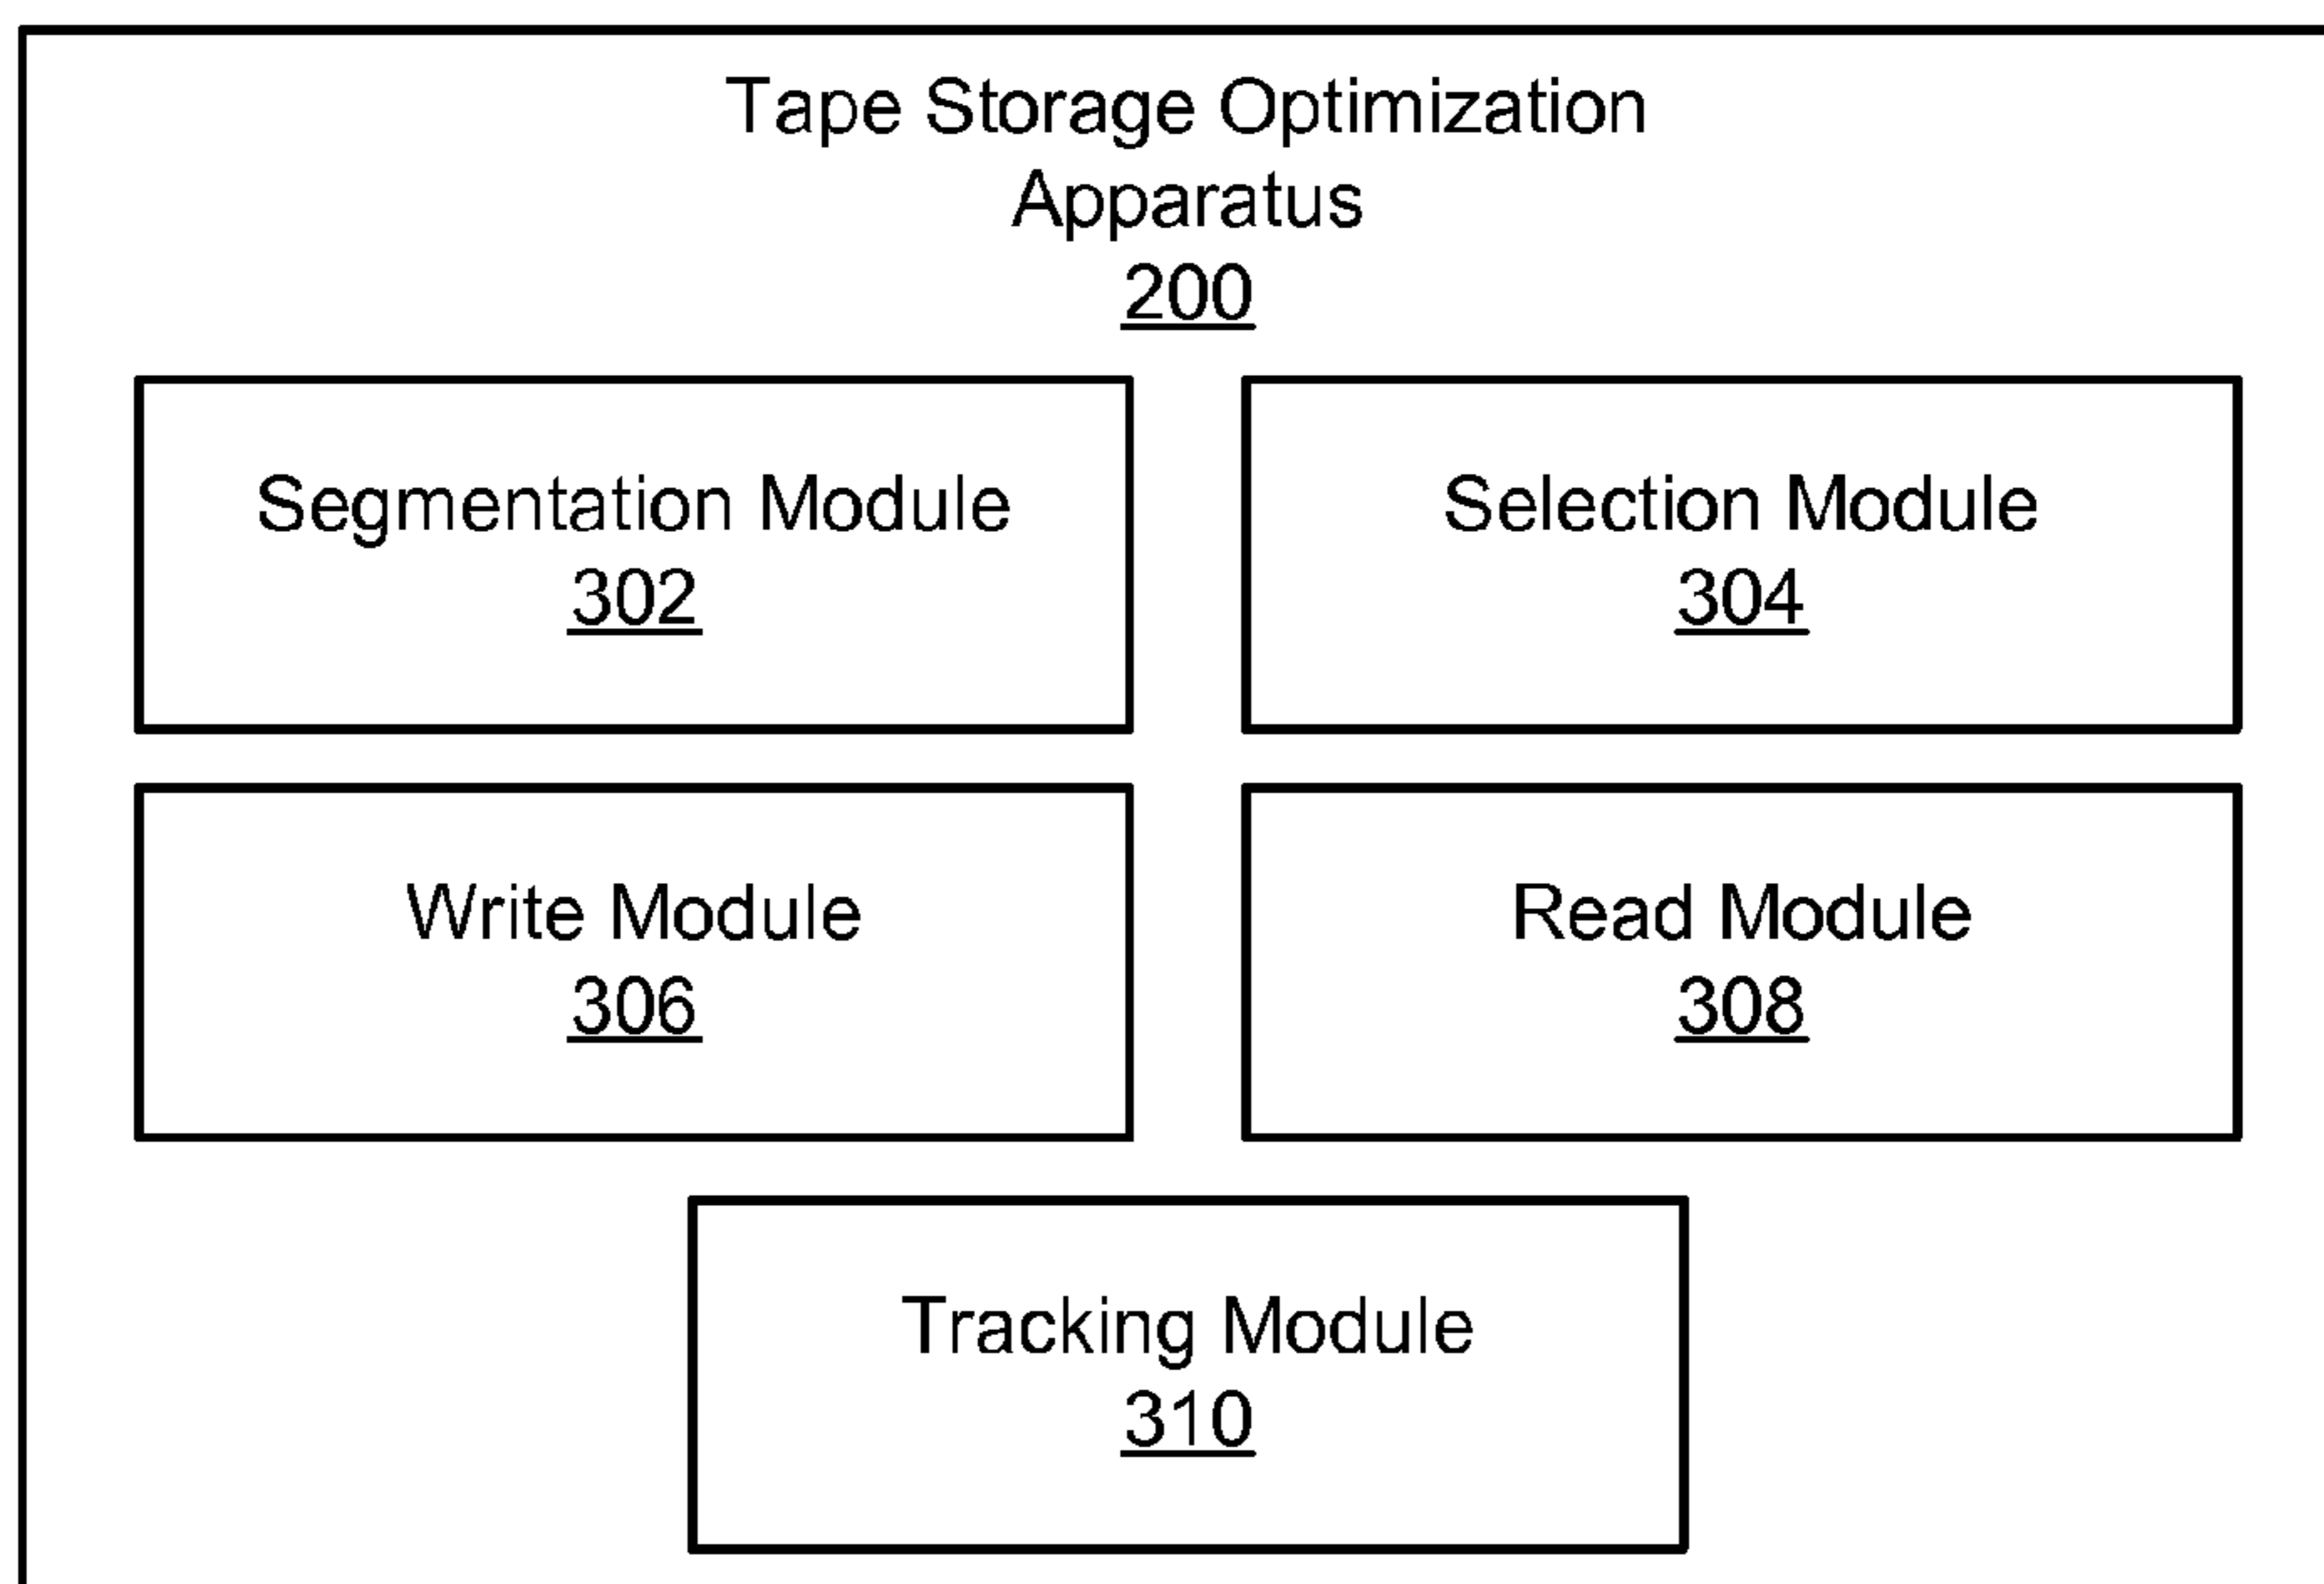 Tape Storage Optimization
Apparatus
200
Segmentation Module
302
Selection Module
304
Write Module
306
Read Module
308
Tracking Module
310